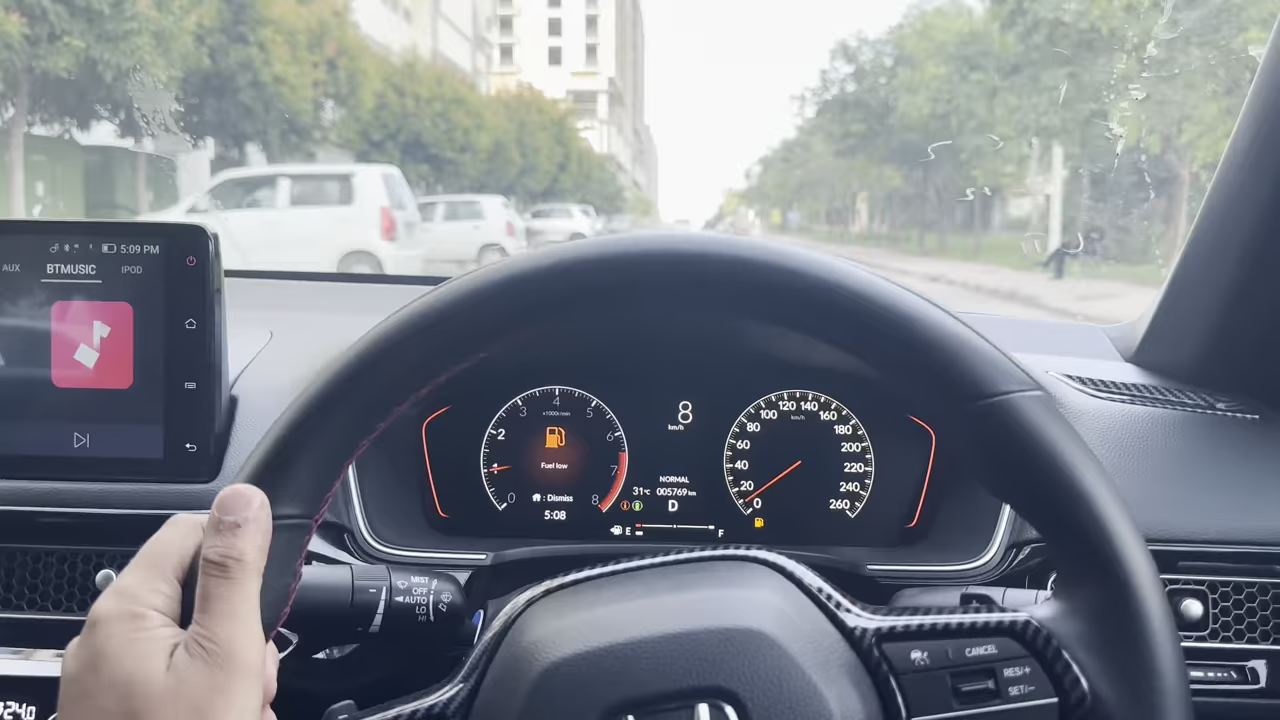 5:09 PM
AUX BTMUSIC IPOD
0 2 3 4 5 6 7 8
x1000r/min
Fuel low
: Dismiss
5:08
8
km/h
NORMAL
31°c 005769 km
D
E F
0 20 40 60 80 100 120 140 160 180 200 220 240 260
km/h
MIST
OFF
AUTO
LO
HI
CANCEL
RES/+
SET/−